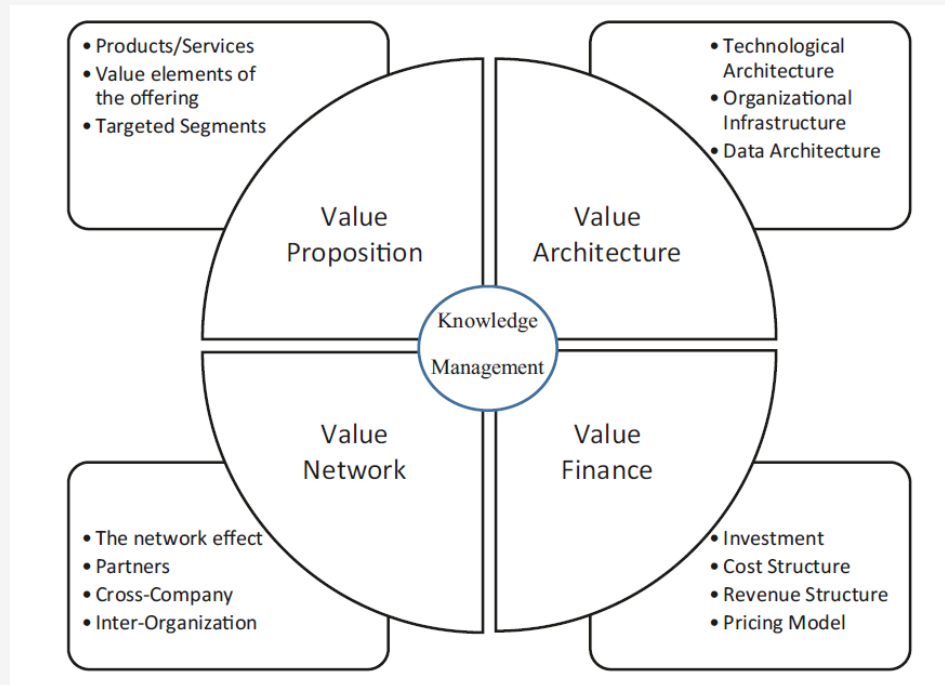 • Products/Services
• Value elements of
the offering
• Targeted Segments
• Technological
Architecture
• Organizational
Infrastructure
• Data Architecture
Value
Proposition
Value
Architecture
Knowledge
Management
Value
Network
Value
Finance
• The network effect
• Partners
• Cross-Company
• Inter-Organization
• Investment
• Cost Structure
• Revenue Structure
• Pricing Model